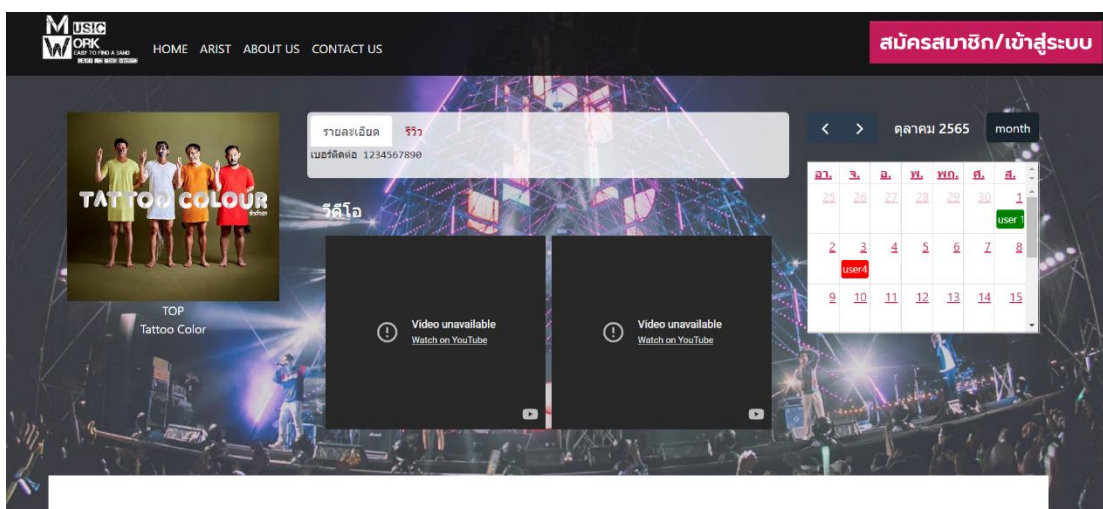 MUSIC
WORK
EASY TO FIND A BAND
HOME ARIST ABOUT US CONTACT US
สมัครสมาชิก/เข้าสู่ระบบ
TATTOO COLOUR
TOP
Tattoo Color
รายละเอียด รีวิว
เบอร์ติดต่อ 1234567890
วีดีโอ
Video unavailable
Watch on YouTube
Video unavailable
Watch on YouTube
ตุลาคม 2565 month
อา. จ. อ. พ. พฤ. ศ. ส.
25 26 27 28 29 30 1
user 1
2 3 4 5 6 7 8
user4
9 10 11 12 13 14 15